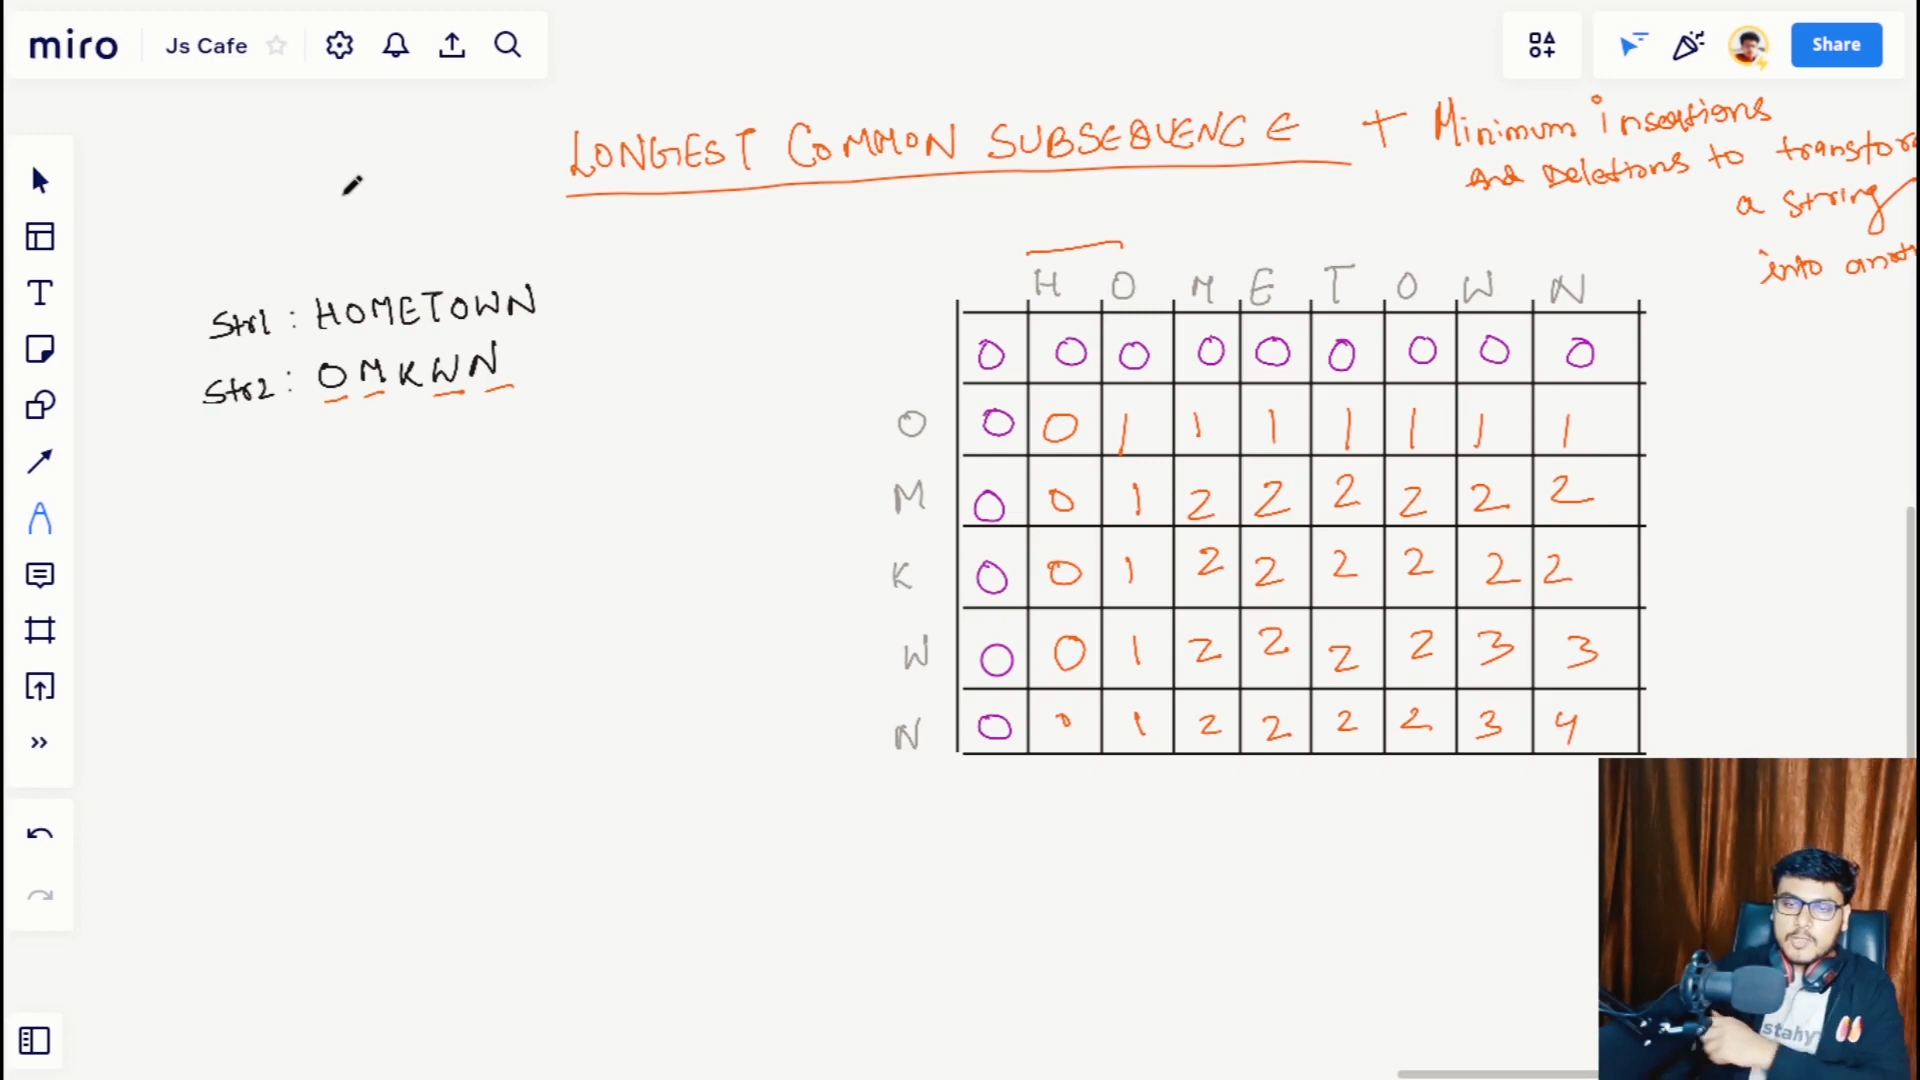 miro Js Cafe Share
LONGEST COMMON SUBSEQUENCE + Minimum insertions
And Deletions to transfor
a string
into anot
Str1 : HOMETOWN
Str2 : OMKWN
H O M E T O W N
0 0 0 0 0 0 0 0 0
O 0 0 1 1 1 1 1 1 1
M 0 0 1 2 2 2 2 2 2
K 0 0 1 2 2 2 2 2 2
W 0 0 1 2 2 2 2 3 3
N 0 0 1 2 2 2 2 3 4
stahy